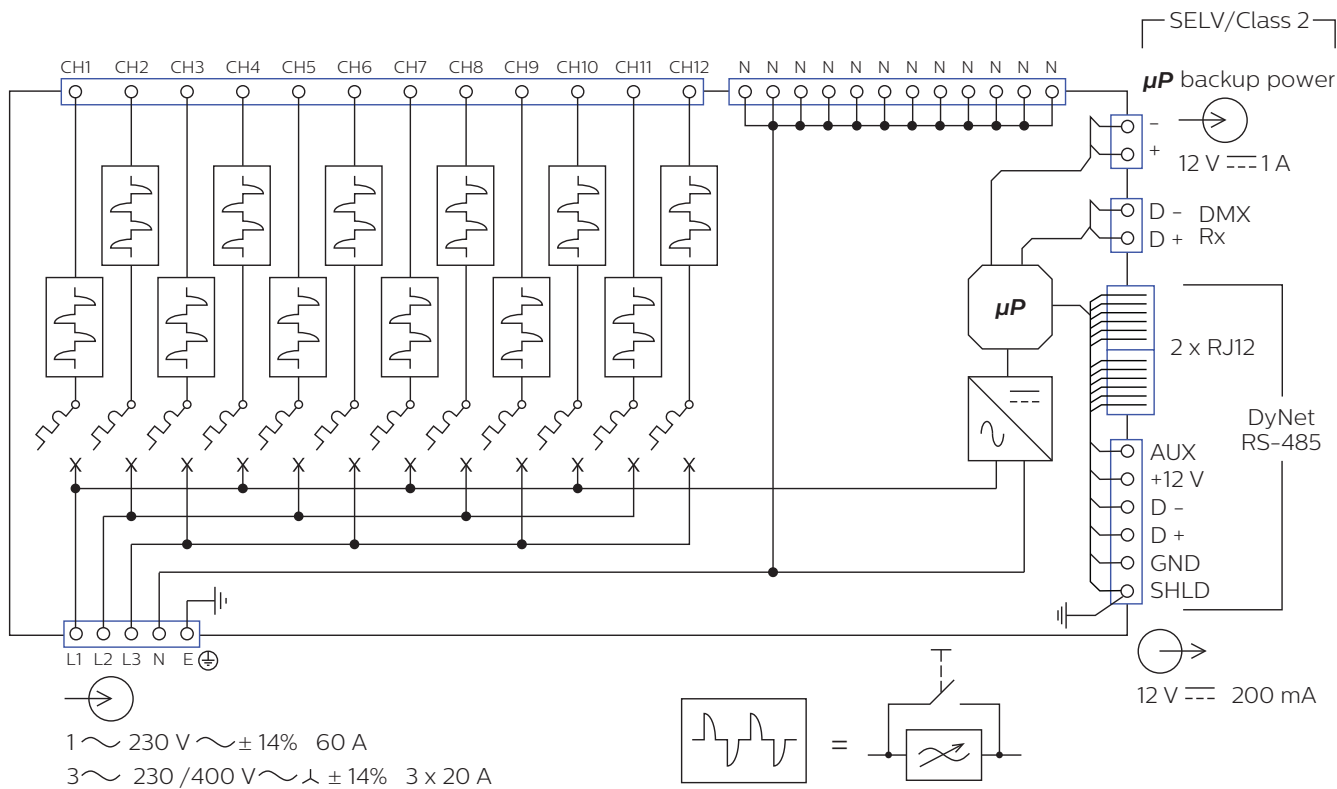 SELV/Class 2
CH1 CH2 CH3 CH4 CH5 CH6 CH7 CH8 CH9 CH10 CH11 CH12
N N N N N N N N N N N N
µP backup power
-
+
12 V ⎓ 1 A
D - DMX
D + Rx
µP
2 x RJ12
DyNet
RS-485
AUX
+12 V
D -
D +
GND
SHLD
L1 L2 L3 N E
12 V ⎓ 200 mA
1 ~ 230 V ~ ± 14% 60 A
3 ~ 230 /400 V ~ ⅄ ± 14% 3 x 20 A
=